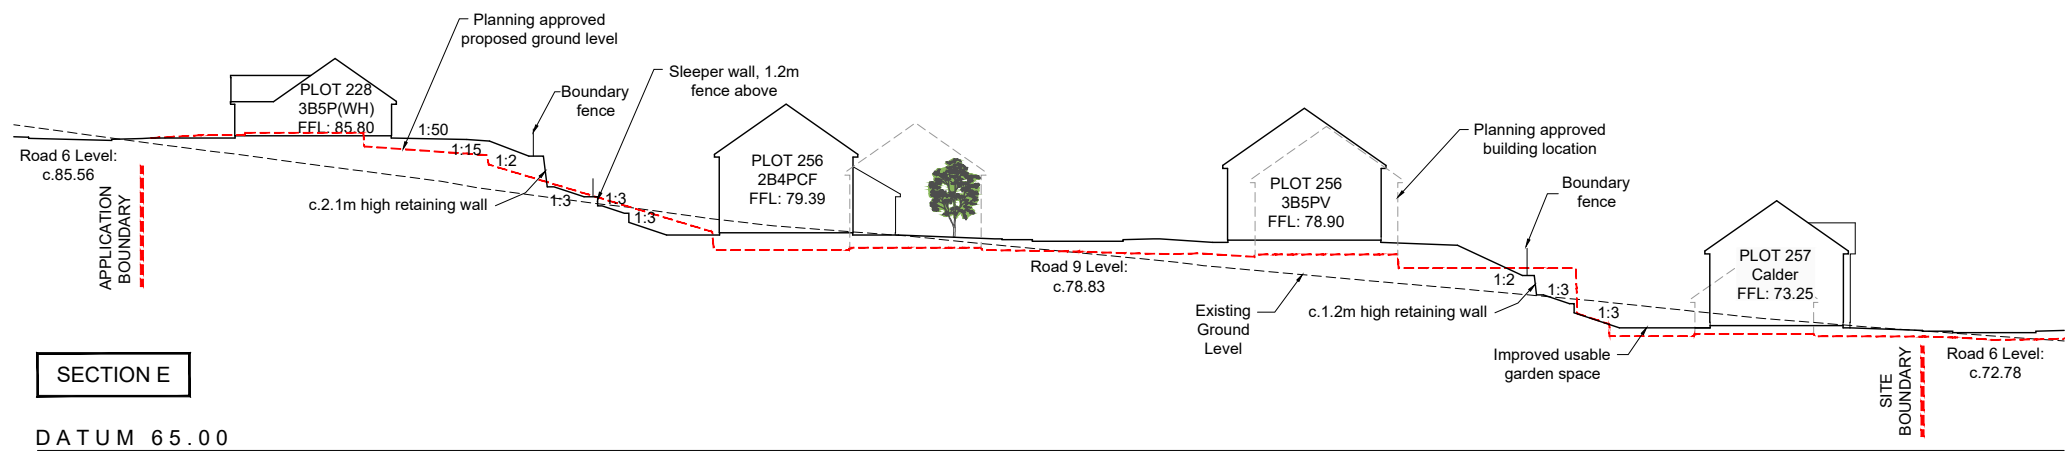 Planning approved
proposed ground level
Sleeper wall, 1.2m
fence above
Boundary
fence
PLOT 228
3B5P(WH)
FFL: 85.80
1:50
1:15
1:2
Road 6 Level:
c.85.56
APPLICATION
BOUNDARY
c.2.1m high retaining wall
1:3
1:3
1:3
PLOT 256
2B4PCF
FFL: 79.39
Planning approved
building location
PLOT 256
3B5PV
FFL: 78.90
Boundary
fence
Road 9 Level:
c.78.83
Existing
Ground
Level
1:2
1:3
c.1.2m high retaining wall
1:3
PLOT 257
Calder
FFL: 73.25
Improved usable
garden space
SITE
BOUNDARY
Road 6 Level:
c.72.78
SECTION E
DATUM 65.00